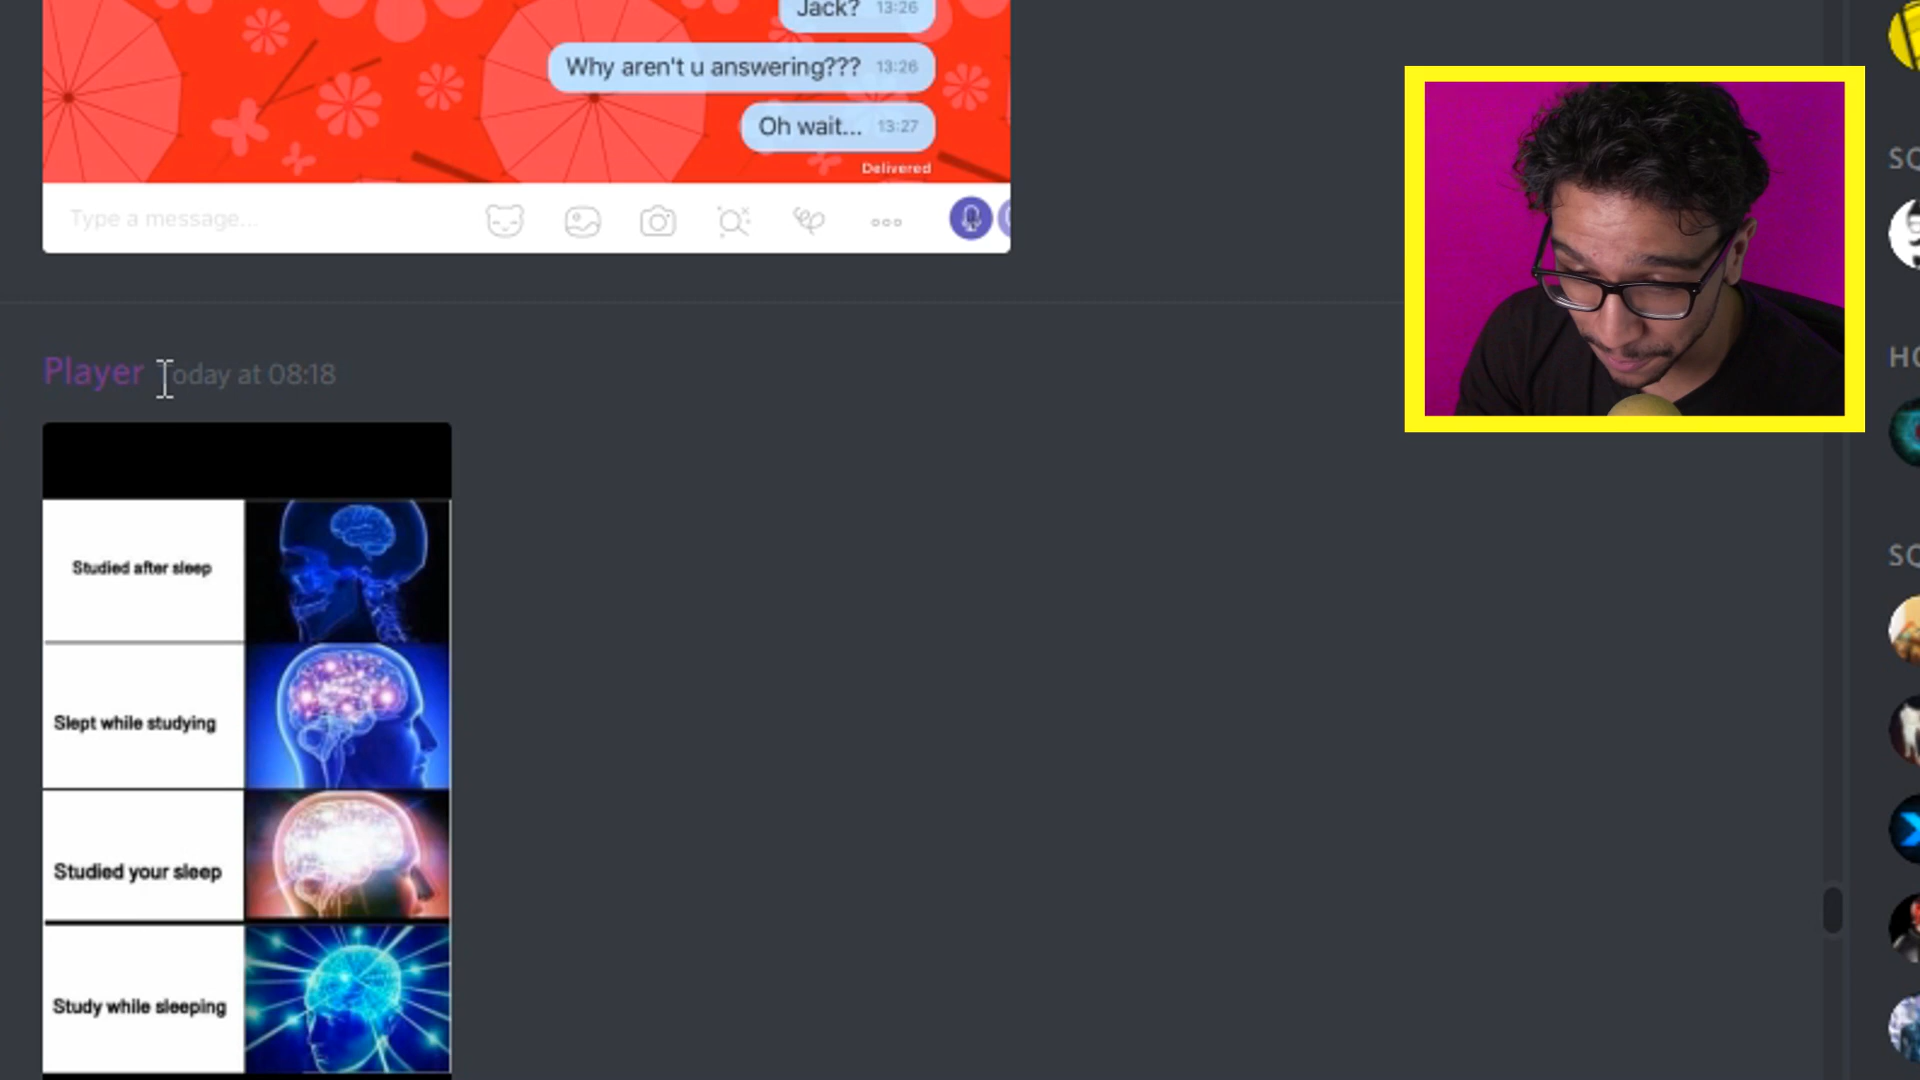 Jack? 13:26
Why aren't u answering??? 13:26
Oh wait... 13:27
Delivered
Type a message...
Player Today at 08:18
Studied after sleep
Slept while studying
Studied your sleep
Study while sleeping